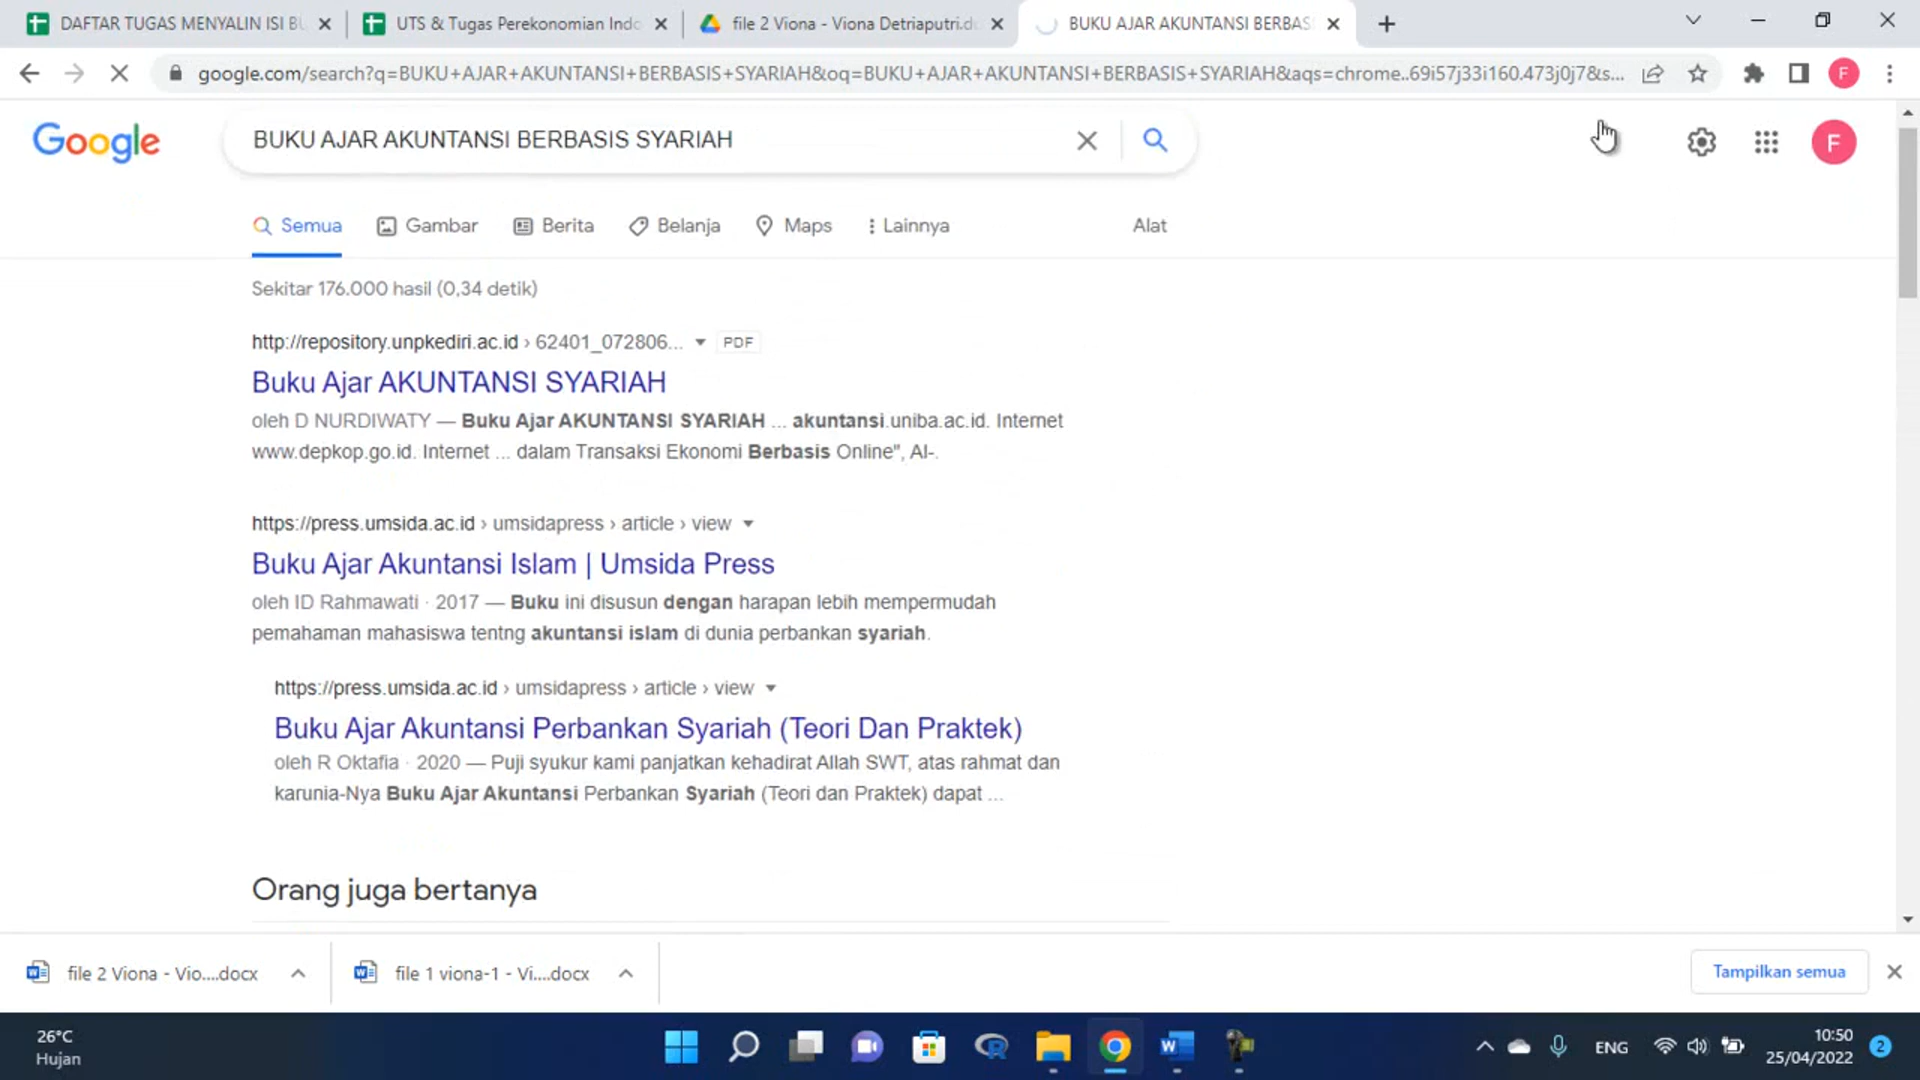 DAFTAR TUGAS MENYALIN ISI BU
UTS & Tugas Perekonomian Indo
file 2 Viona - Viona Detriaputri.d
BUKU AJAR AKUNTANSI BERBAS
google.com/search?q=BUKU+AJAR+AKUNTANSI+BERBASIS+SYARIAH&oq=BUKU+AJAR+AKUNTANSI+BERBASIS+SYARIAH&aqs=chrome..69i57j33i160.473j0j7&s...
F
Google
BUKU AJAR AKUNTANSI BERBASIS SYARIAH
F
Semua
Gambar
Berita
Belanja
Maps
Lainnya
Alat
Sekitar 176.000 hasil (0,34 detik)
http://repository.unpkediri.ac.id › 62401_072806... PDF
Buku Ajar AKUNTANSI SYARIAH
oleh D NURDIWATY — Buku Ajar AKUNTANSI SYARIAH ... akuntansi.uniba.ac.id. Internet
www.depkop.go.id. Internet ... dalam Transaksi Ekonomi Berbasis Online", Al-.
https://press.umsida.ac.id › umsidapress › article › view
Buku Ajar Akuntansi Islam | Umsida Press
oleh ID Rahmawati · 2017 — Buku ini disusun dengan harapan lebih mempermudah
pemahaman mahasiswa tentng akuntansi islam di dunia perbankan syariah.
https://press.umsida.ac.id › umsidapress › article › view
Buku Ajar Akuntansi Perbankan Syariah (Teori Dan Praktek)
oleh R Oktafia · 2020 — Puji syukur kami panjatkan kehadirat Allah SWT, atas rahmat dan
karunia-Nya Buku Ajar Akuntansi Perbankan Syariah (Teori dan Praktek) dapat ...
Orang juga bertanya
file 2 Viona - Vio....docx
file 1 viona-1 - Vi....docx
Tampilkan semua
26°C
Hujan
ENG
10:50
25/04/2022
2